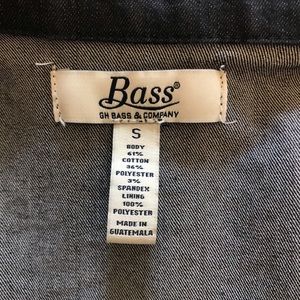 Bass®
GH BASS & COMPANY
S
BODY
61%
COTTON
36%
POLYESTER
3%
SPANDEX
LINING
100%
POLYESTER
MADE IN
GUATEMALA